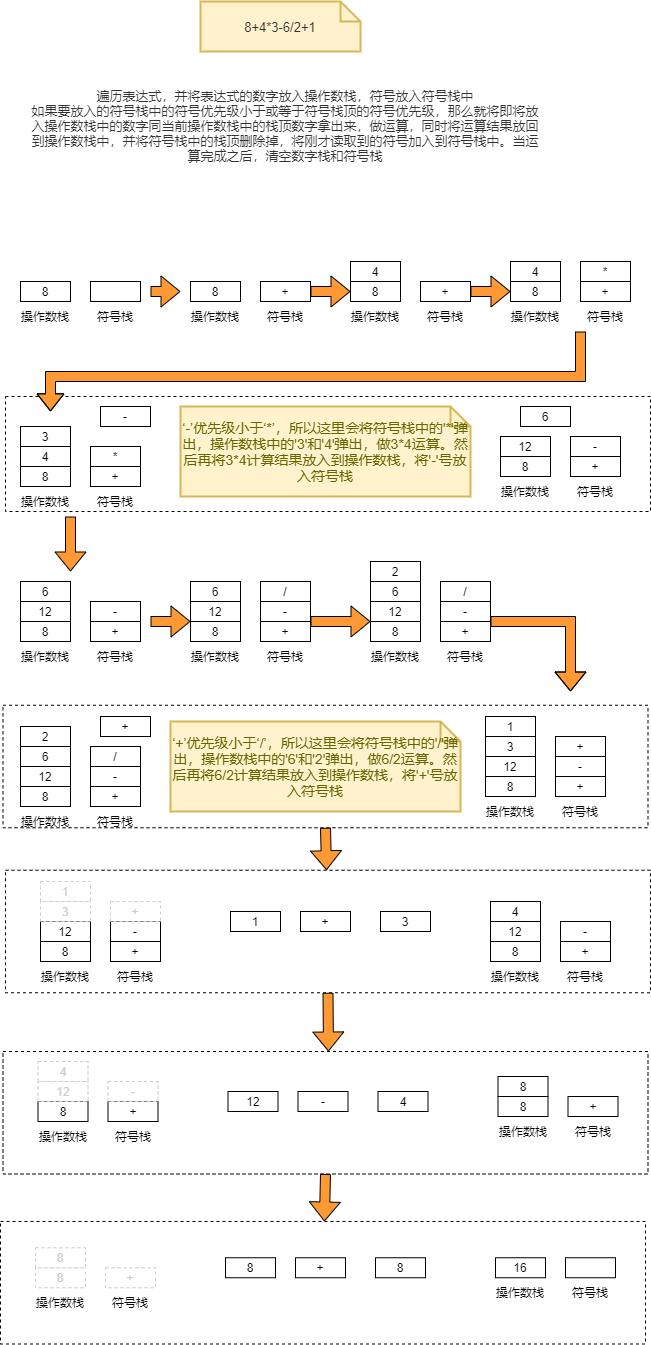 8+4*3-6/2+1
遍历表达式，并将表达式的数字放入操作数栈，符号放入符号栈中
如果要放入的符号栈中的符号优先级小于或等于符号栈顶的符号优先级，那么就将即将放
入操作数栈中的数字同当前操作数栈中的栈顶数字拿出来，做运算，同时将运算结果放回
到操作数栈中，并将符号栈中的栈顶删除掉，将刚才读取到的符号加入到符号栈中。当运
算完成之后，清空数字栈和符号栈
4 4 *
8 8 + 8 + 8 +
操作数栈 符号栈 操作数栈 符号栈 操作数栈 符号栈 操作数栈 符号栈
- 6
3
4 *
8 +
操作数栈 符号栈
'-'优先级小于'*'，所以这里会将符号栈中的'*'弹
出，操作数栈中的'3'和'4'弹出，做3*4运算。然
后再将3*4计算结果放入到操作数栈，将'-'号放
入符号栈
12 -
8 +
操作数栈 符号栈
2
6 6 / 6 /
12 - 12 - 12 -
8 + 8 + 8 +
操作数栈 符号栈 操作数栈 符号栈 操作数栈 符号栈
+
2
6 /
12 -
8 +
操作数栈 符号栈
'+'优先级小于'/'，所以这里会将符号栈中的'/'弹
出，操作数栈中的'6'和'2'弹出，做6/2运算。然
后再将6/2计算结果放入到操作数栈，将'+'号放
入符号栈
1
3 +
12 -
8 +
操作数栈 符号栈
1
3 +
12 -
8 +
操作数栈 符号栈
1 + 3
4
12 -
8 +
操作数栈 符号栈
4
12 -
8 +
操作数栈 符号栈
12 - 4
8
8 +
操作数栈 符号栈
8
8 +
操作数栈 符号栈
8 + 8
16
操作数栈 符号栈